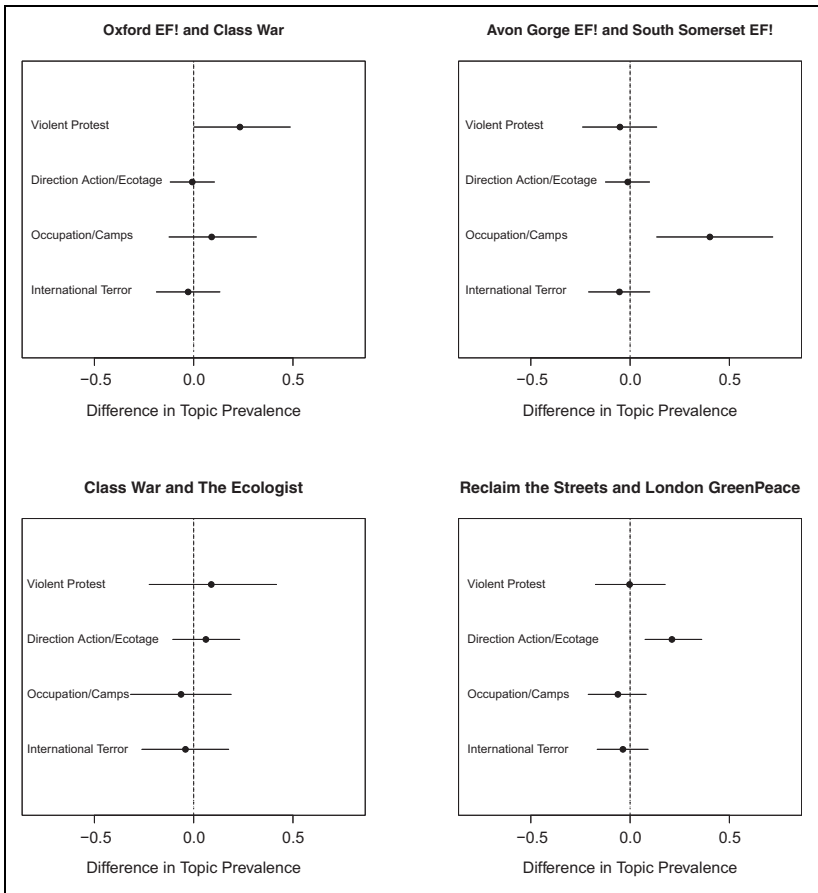 Oxford EF! and Class War
Violent Protest
Direction Action/Ecotage
Occupation/Camps
International Terror
−0.5 0.0 0.5
Difference in Topic Prevalence
Avon Gorge EF! and South Somerset EF!
Violent Protest
Direction Action/Ecotage
Occupation/Camps
International Terror
−0.5 0.0 0.5
Difference in Topic Prevalence
Class War and The Ecologist
Violent Protest
Direction Action/Ecotage
Occupation/Camps
International Terror
−0.5 0.0 0.5
Difference in Topic Prevalence
Reclaim the Streets and London GreenPeace
Violent Protest
Direction Action/Ecotage
Occupation/Camps
International Terror
−0.5 0.0 0.5
Difference in Topic Prevalence